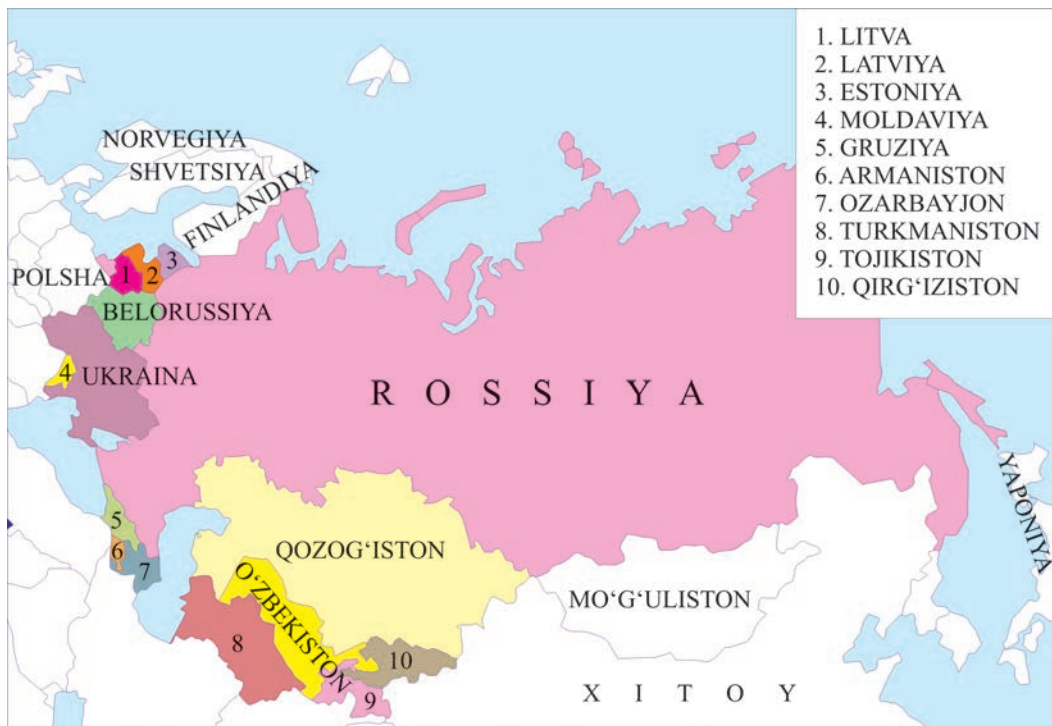 1. LITVA
2. LATVIYA
3. ESTONIYA
4. MOLDAVIYA
5. GRUZIYA
6. ARMANISTON
7. OZARBAYJON
8. TURKMANISTON
9. TOJIKISTON
10. QIRG‘IZISTON
NORVEGIYA
SHVETSIYA
FINLANDIYA
POLSHA
1
2
3
BELORUSSIYA
4
UKRAINA
ROSSIYA
YAPONIYA
5
6
7
QOZOG‘ISTON
O‘ZBEKISTON
MO‘G‘ULISTON
8
10
9
XITOY